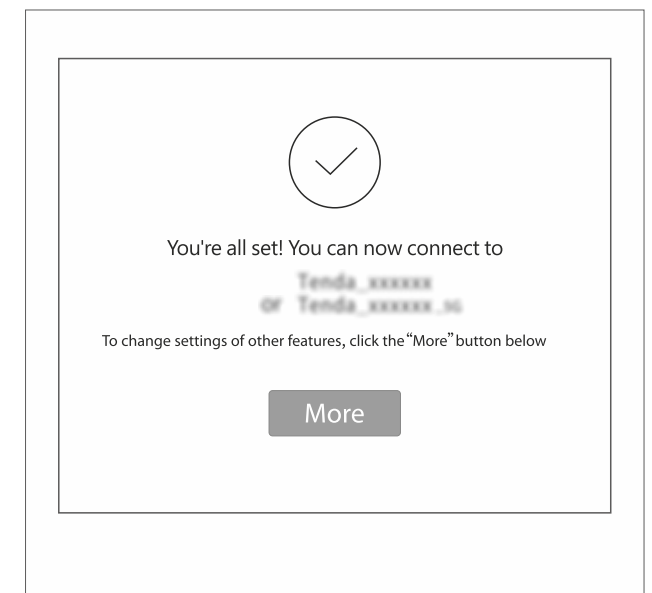 You're all set! You can now connect to
Tenda_xxxxxx
or Tenda_xxxxxx_5G
To change settings of other features, click the“More”button below
More